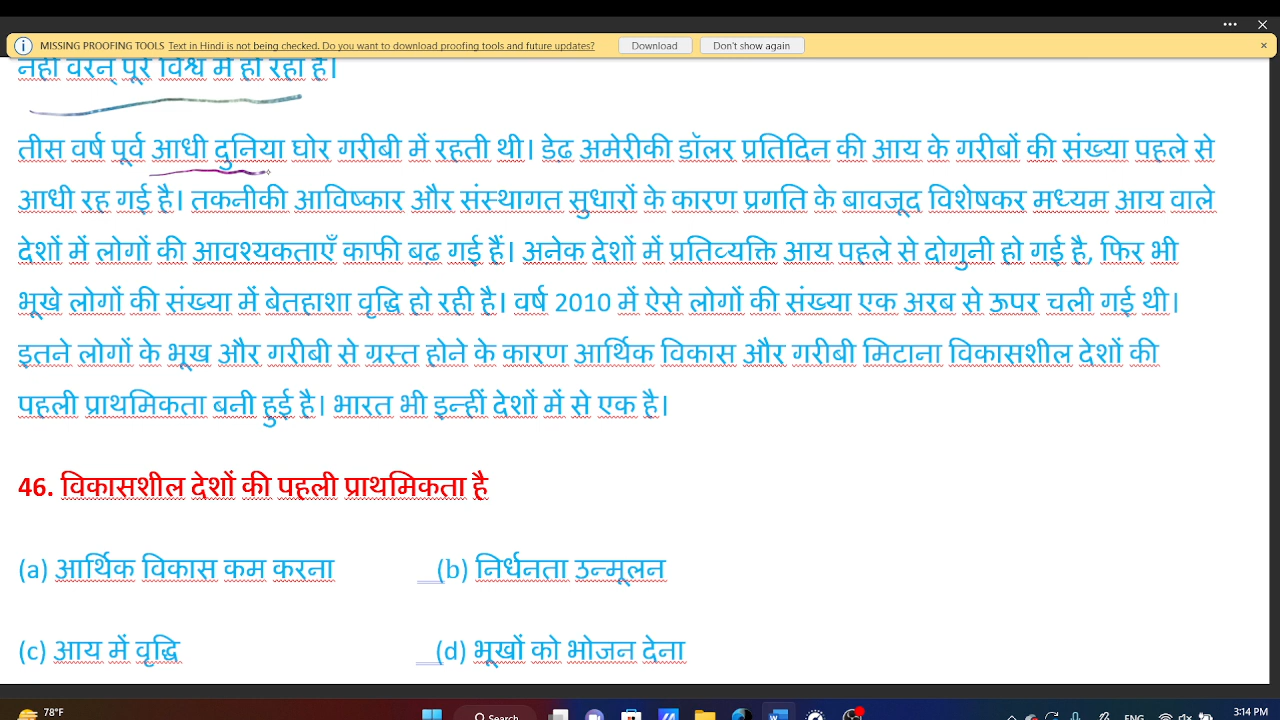 MISSING PROOFING TOOLS Text in Hindi is not being checked. Do you want to download proofing tools and future updates? Download Don't show again
नहीं वरन् पूरे विश्व में हो रहा है।
तीस वर्ष पूर्व आधी दुनिया घोर गरीबी में रहती थी। डेढ अमेरीकी डॉलर प्रतिदिन की आय के गरीबों की संख्या पहले से
आधी रह गई है। तकनीकी आविष्कार और संस्थागत सुधारों के कारण प्रगति के बावजूद विशेषकर मध्यम आय वाले
देशों में लोगों की आवश्यकताएँ काफी बढ गई हैं। अनेक देशों में प्रतिव्यक्ति आय पहले से दोगुनी हो गई है, फिर भी
भूखे लोगों की संख्या में बेतहाशा वृद्धि हो रही है। वर्ष 2010 में ऐसे लोगों की संख्या एक अरब से ऊपर चली गई थी।
इतने लोगों के भूख और गरीबी से ग्रस्त होने के कारण आर्थिक विकास और गरीबी मिटाना विकासशील देशों की
पहली प्राथमिकता बनी हुई है। भारत भी इन्हीं देशों में से एक है।
46. विकासशील देशों की पहली प्राथमिकता है
(a) आर्थिक विकास कम करना (b) निर्धनता उन्मूलन
(c) आय में वृद्धि (d) भूखों को भोजन देना
78°F Search ENG 3:14 PM